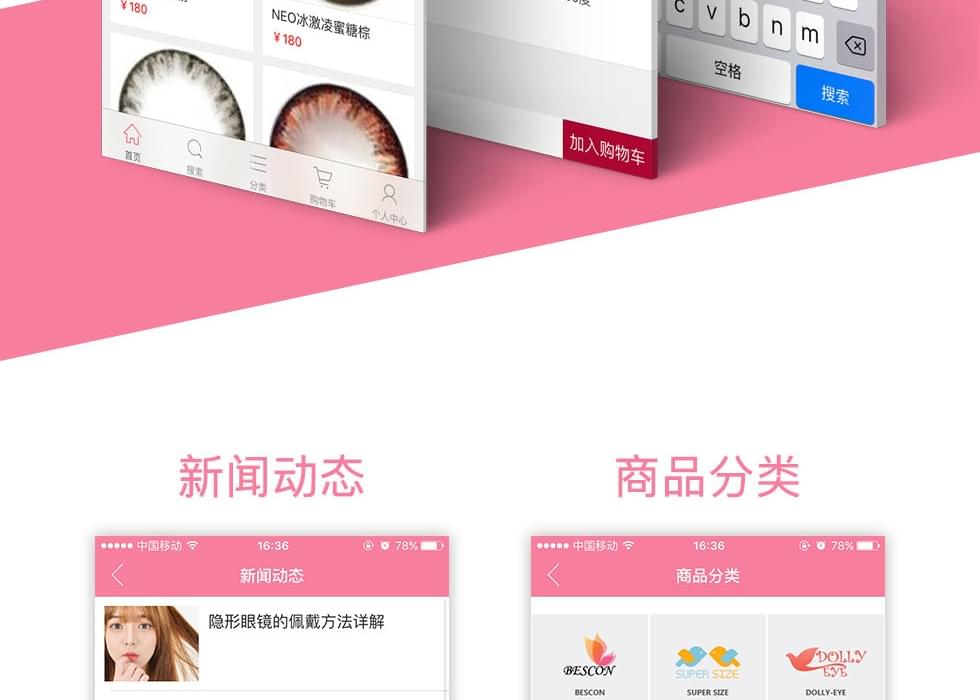 ¥180
NEO冰激凌蜜糖棕
¥180
首页
搜索
分类
购物车
个人中心
加入购物车
c v b n m
空格
搜索
新闻动态
商品分类
中国移动 16:36 78%
新闻动态
隐形眼镜的佩戴方法详解
中国移动 16:36 78%
商品分类
BESCON
BESCON
SUPER SIZE
SUPER SIZE
DOLLY EYE
DOLLY-EYE